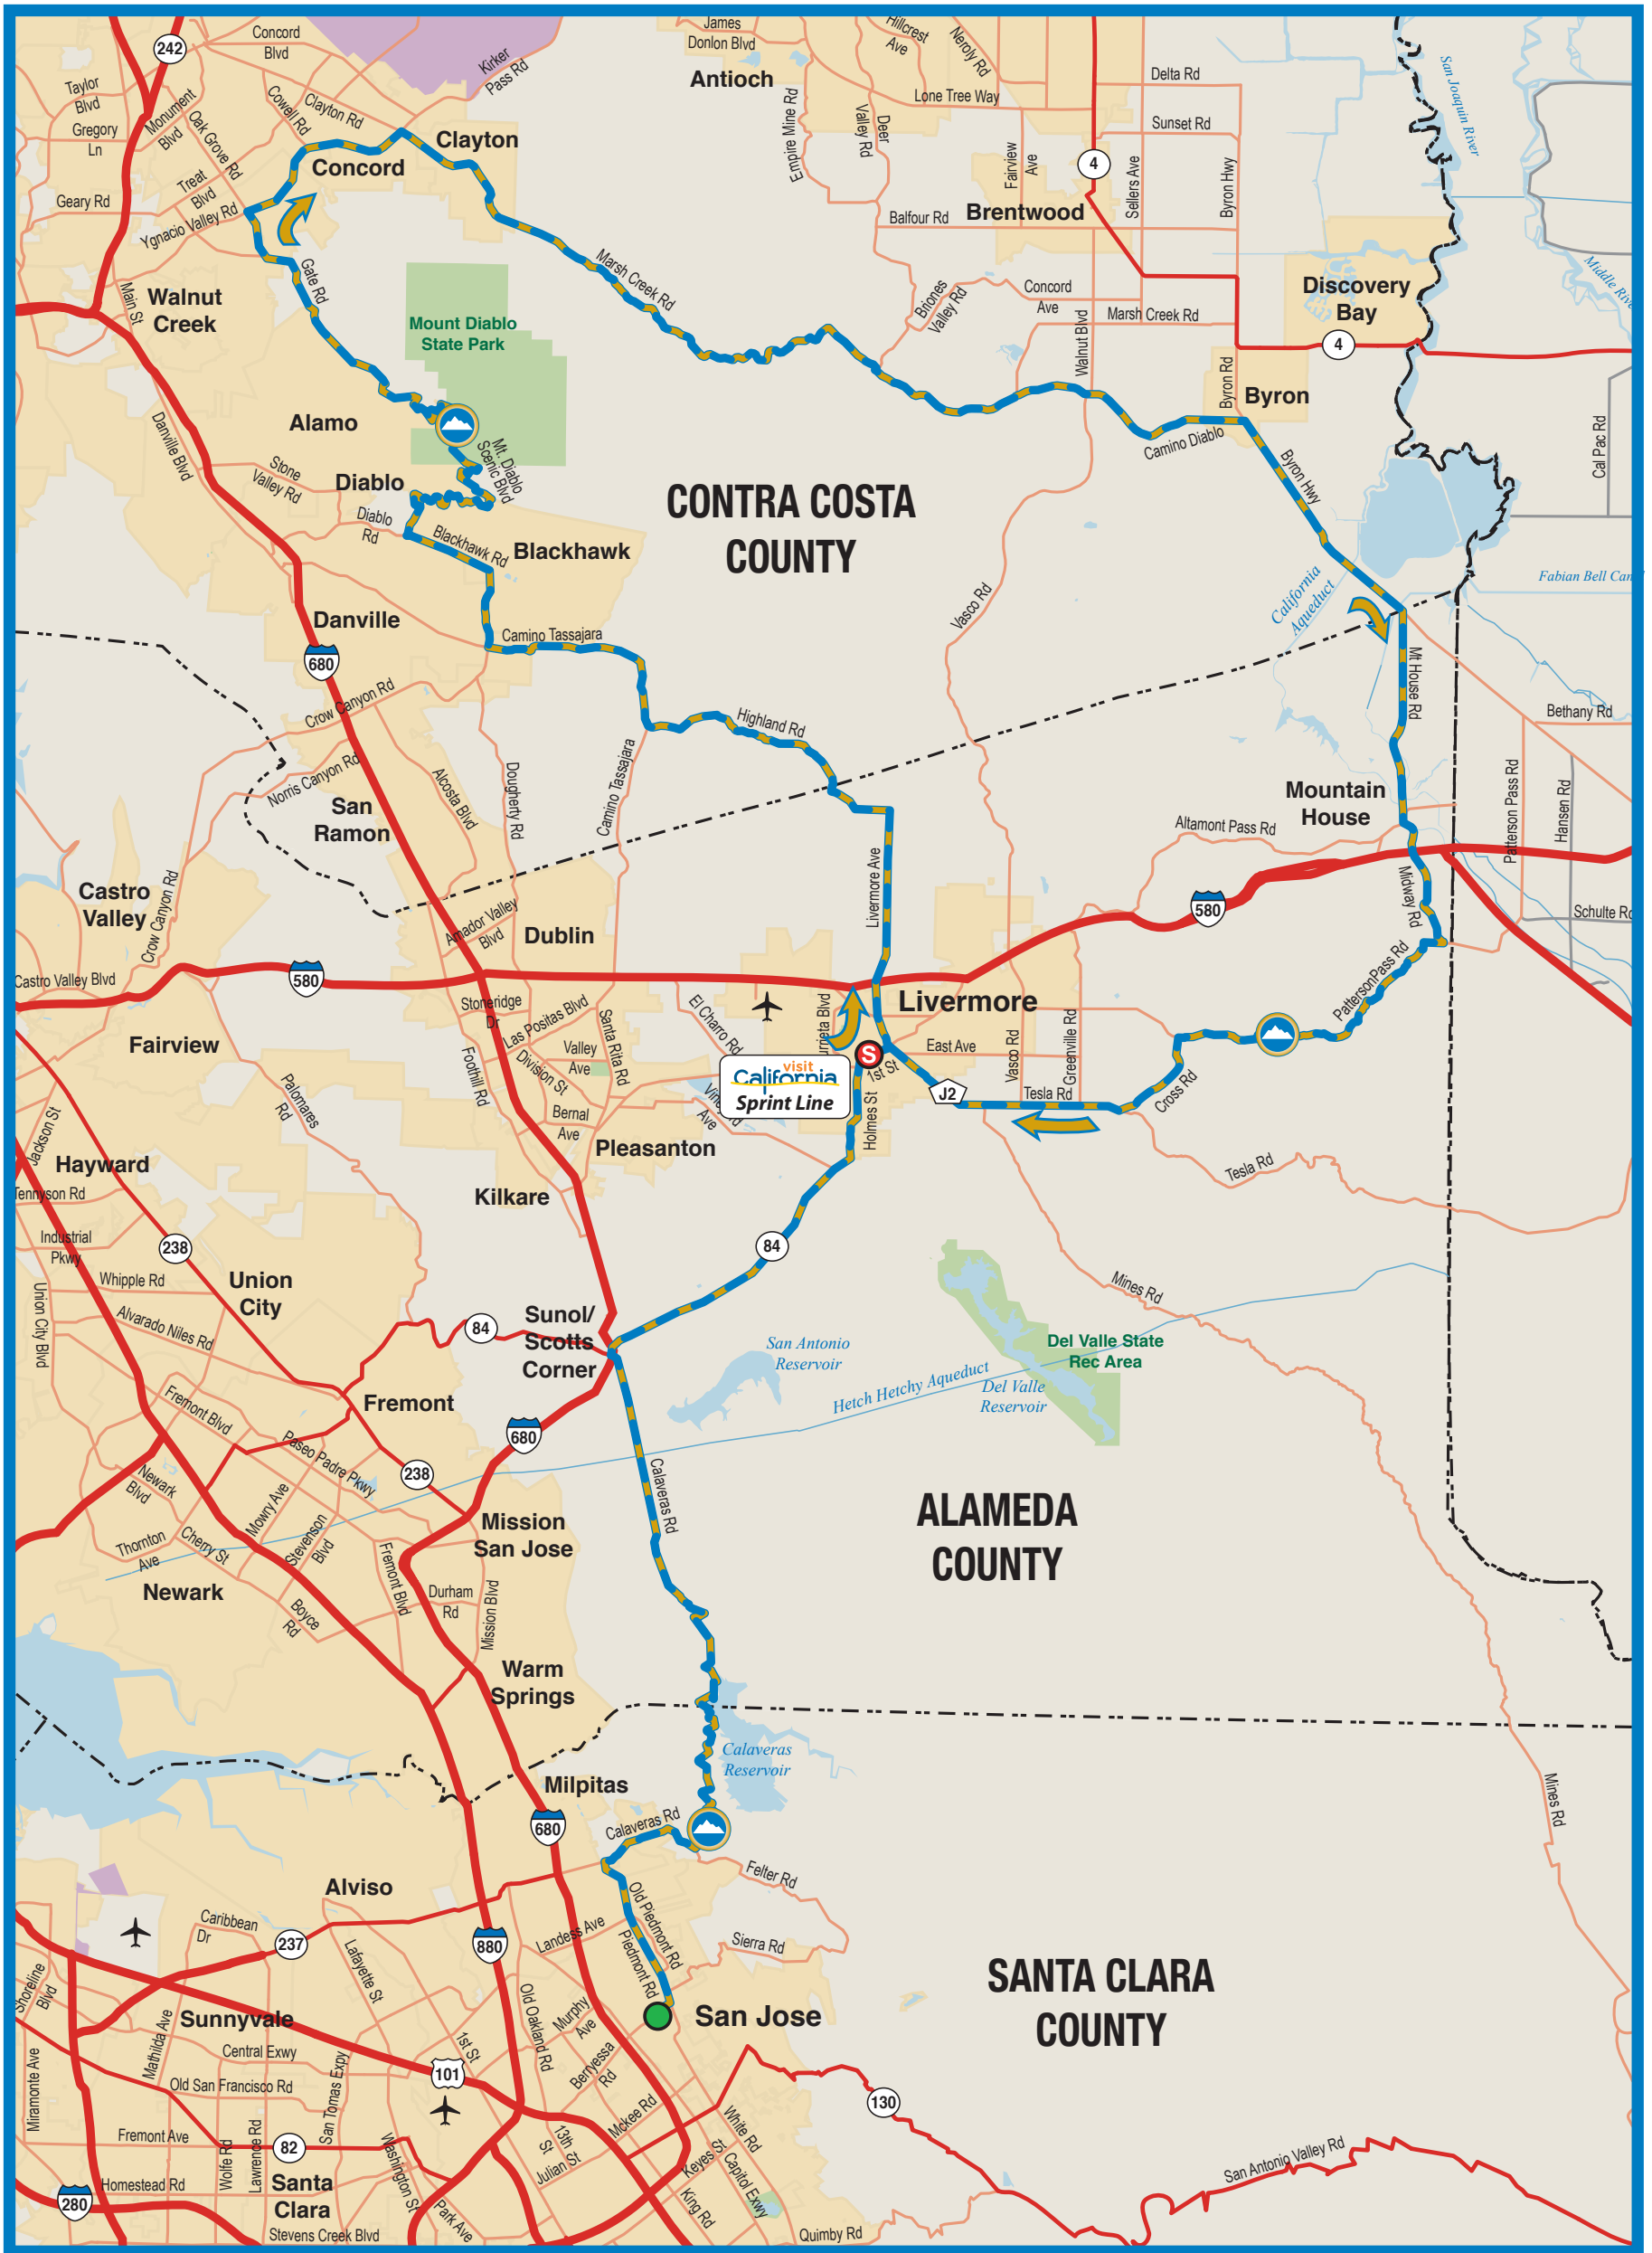 242
Concord
Blvd
Kirker
Pass Rd
James
Donlon Blvd
Hillcrest
Ave
Neroly Rd
Antioch
Delta Rd
San Joaquin River
Taylor
Blvd
Monument
Blvd
Cowell Rd
Clayton Rd
Oak Grove Rd
Empire Mine Rd
Deer
Valley Rd
Lone Tree Way
Sunset Rd
Gregory
Ln
Clayton
Concord
Fairview
Ave
4
Sellers Ave
Byron Hwy
Treat
Blvd
Geary Rd
Ygnacio Valley Rd
Balfour Rd
Brentwood
Marsh Creek Rd
Gate Rd
Main St
Walnut
Creek
Briones
Valley Rd
Concord
Ave
Marsh Creek Rd
Discovery
Bay
4
Mount Diablo
State Park
Walnut Blvd
Byron Rd
Byron
Alamo
Danville Blvd
Stone
Valley Rd
Diablo
Mt. Diablo
Scenic Blvd
Camino Diablo
Byron Hwy
Cal Pac Rd
CONTRA COSTA
COUNTY
Diablo
Rd
Blackhawk Rd
Blackhawk
California
Aqueduct
Vasco Rd
Danville
680
Camino Tassajara
Crow Canyon Rd
Mt House Rd
Bethany Rd
Highland Rd
Norris Canyon Rd
Alcosta Blvd
Dougherty Rd
Camino Tassajara
San
Ramon
Mountain
House
Altamont Pass Rd
Patterson Pass Rd
Hansen Rd
Castro
Valley
Crow Canyon Rd
Livermore Ave
Midway Rd
580
Amador Valley
Blvd
Dublin
Castro Valley Blvd
580
PattersonPass Rd
Stoneridge
Dr
Las Positas Blvd
Santa Rita Rd
El Charro Rd
Livermore
Fairview
Valley
Ave
Division St
S
1st St
East Ave
Vasco Rd
Greenville Rd
visit
California
Sprint Line
Foothill Rd
Palomares
Rd
Bernal
Ave
Ave
Holmes St
J2
Tesla Rd
Cross Rd
Jackson St
Pleasanton
Hayward
Tennyson Rd
Kilkare
Tesla Rd
Industrial
Pkwy
238
84
Whipple Rd
Union
City
Union City Blvd
Alvarado Niles Rd
Mines Rd
84
Sunol/
Scotts
Corner
San Antonio
Reservoir
Del Valle State
Rec Area
Hetch Hetchy Aqueduct
Del Valle
Reservoir
Fremont Blvd
Fremont
680
Paseo Padre Pkwy
238
Calaveras Rd
Newark
Blvd
Mowry Ave
Thornton
Ave
Cherry St
Stevenson
Blvd
Mission
San Jose
ALAMEDA
COUNTY
Newark
Fremont Blvd
Durham
Rd
Mission Blvd
Boyce
Rd
Warm
Springs
Calaveras
Reservoir
Milpitas
680
Calaveras Rd
Mines Rd
Felter Rd
Alviso
Caribbean
Dr
237
Lafayette St
880
Landess Ave
Old Piedmont Rd
Piedmont Rd
Sierra Rd
Shoreline
Blvd
SANTA CLARA
COUNTY
Sunnyvale
Mathilda Ave
San Jose
Old Oakland Rd
Murphy
Ave
Berryessa
Rd
1st St
Miramonte Ave
Central Expy
Old San Francisco Rd
San Tomas Expy
101
130
Mckee Rd
White Rd
Fremont Ave
Wolfe Rd
Lawrence Rd
82
13th
St
Julian St
Washington St
Keyes St
Capitol Expy
San Antonio Valley Rd
Homestead Rd
280
Santa
Clara
Stevens Creek Blvd
Park Ave
King Rd
Quimby Rd